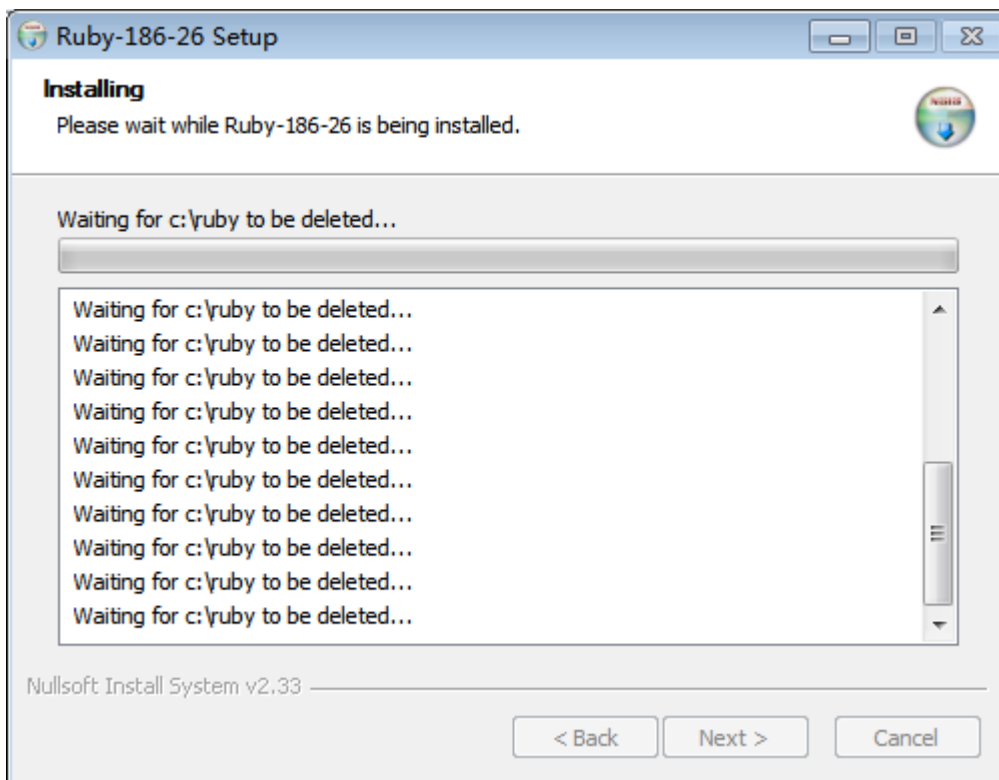 Ruby-186-26 Setup
Installing
Please wait while Ruby-186-26 is being installed.
Waiting for c:\ruby to be deleted...
Waiting for c:\ruby to be deleted...
Waiting for c:\ruby to be deleted...
Waiting for c:\ruby to be deleted...
Waiting for c:\ruby to be deleted...
Waiting for c:\ruby to be deleted...
Waiting for c:\ruby to be deleted...
Waiting for c:\ruby to be deleted...
Waiting for c:\ruby to be deleted...
Waiting for c:\ruby to be deleted...
Waiting for c:\ruby to be deleted...
Nullsoft Install System v2.33
< Back Next > Cancel